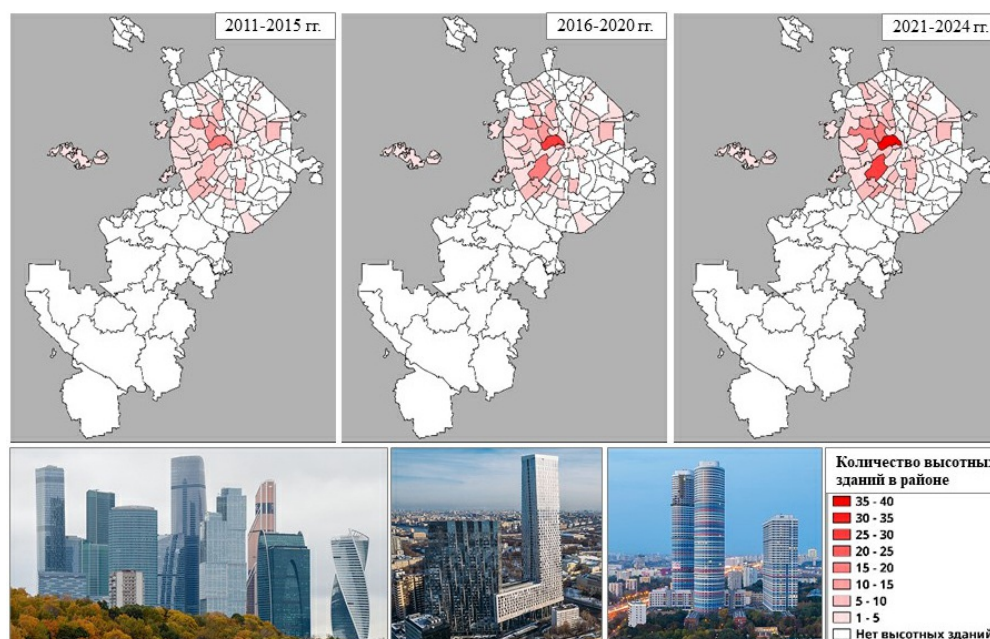 2011-2015 гг.
2016-2020 гг.
2021-2024 гг.
Количество высотных
зданий в районе
35 - 40
30 - 35
25 - 30
20 - 25
15 - 20
10 - 15
5 - 10
1 - 5
Нет высотных зданий